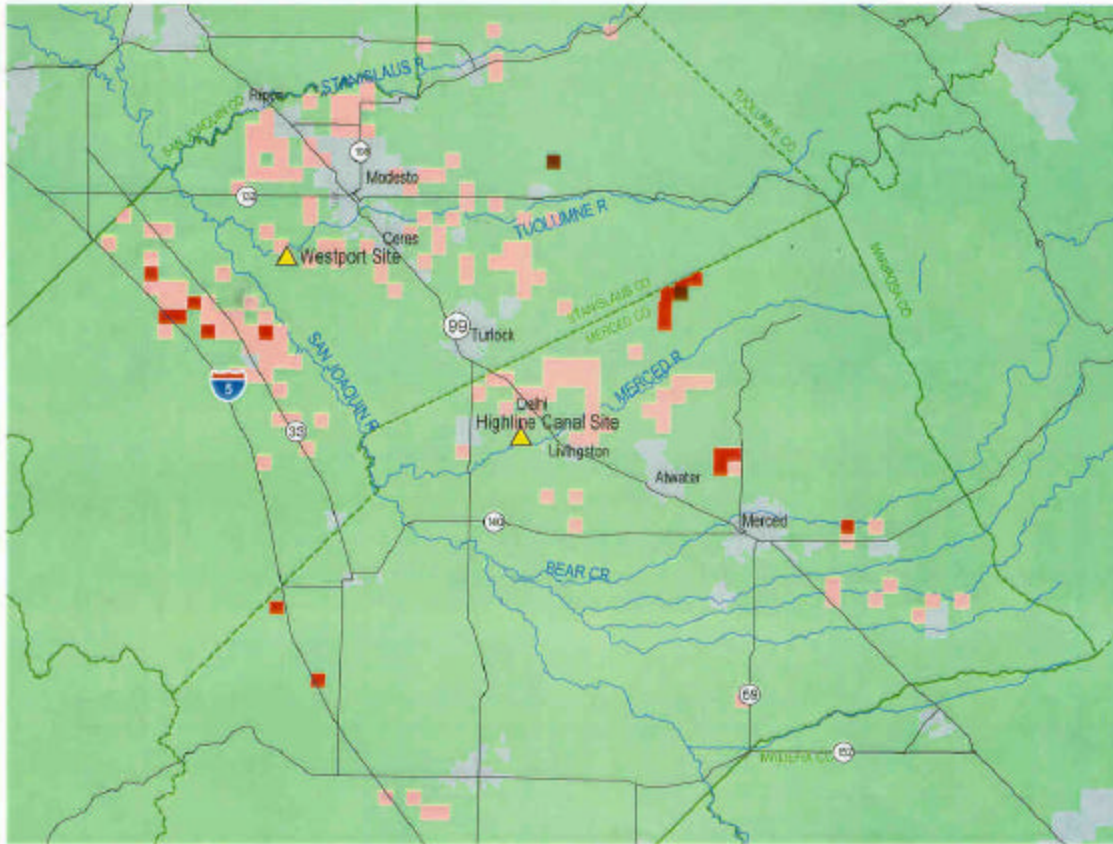 STANISLAUS R
Ripon
SAN JOAQUIN CO
TUOLUMNE CO
108
Modesto
132
TUOLUMNE R
Ceres
Westport Site
MARIPOSA CO
STANISLAUS CO
MERCED CO
99
Turlock
SAN JOAQUIN R
MERCED R
5
Delhi
Highline Canal Site
33
Livingston
Atwater
140
Merced
BEAR CR
59
MADERA CO
152